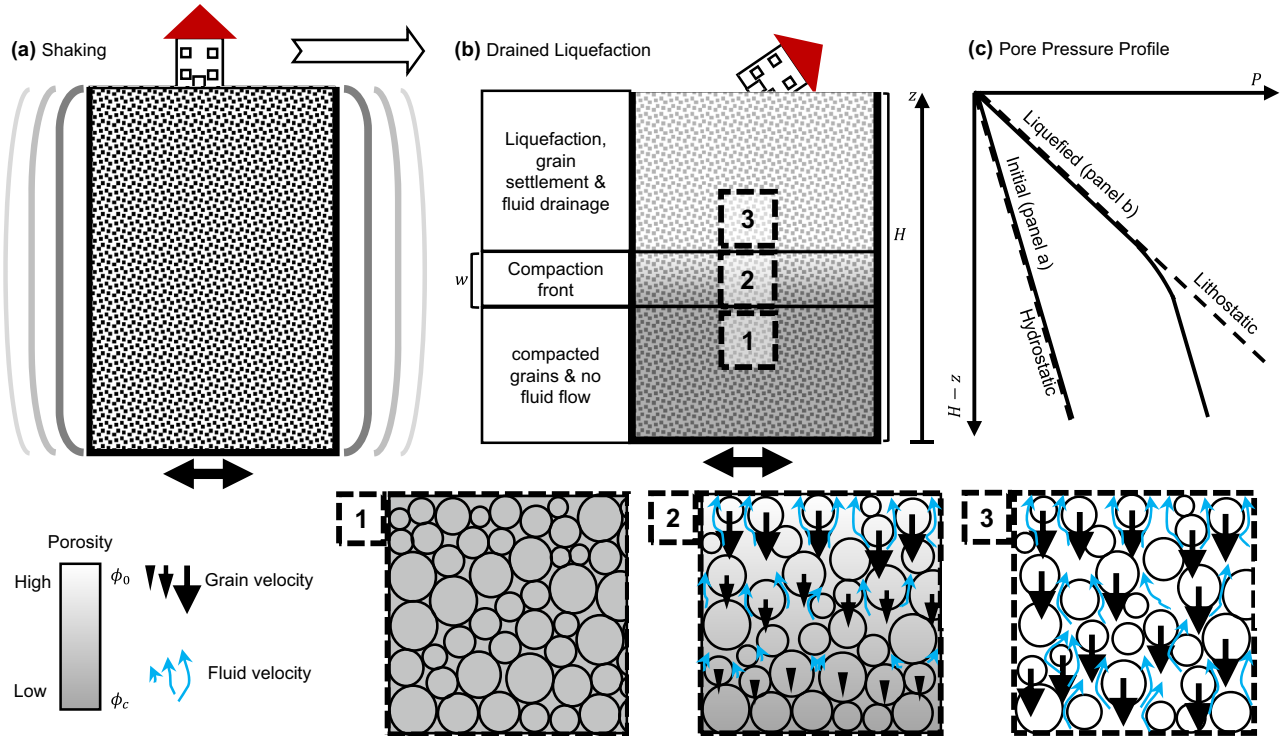 (a) Shaking
(b) Drained Liquefaction
(c) Pore Pressure Profile
Liquefaction,
grain
settlement &
fluid drainage
Compaction
front
compacted
grains & no
fluid flow
w
3
2
1
z
H
P
H − z
Liquefied (panel b)
Initial (panel a)
Hydrostatic
Lithostatic
Porosity
High
ϕ0
Low
ϕc
Grain velocity
Fluid velocity
1
2
3